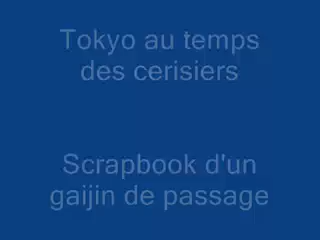 Tokyo au temps
des cerisiers
Scrapbook d'un
gaijin de passage